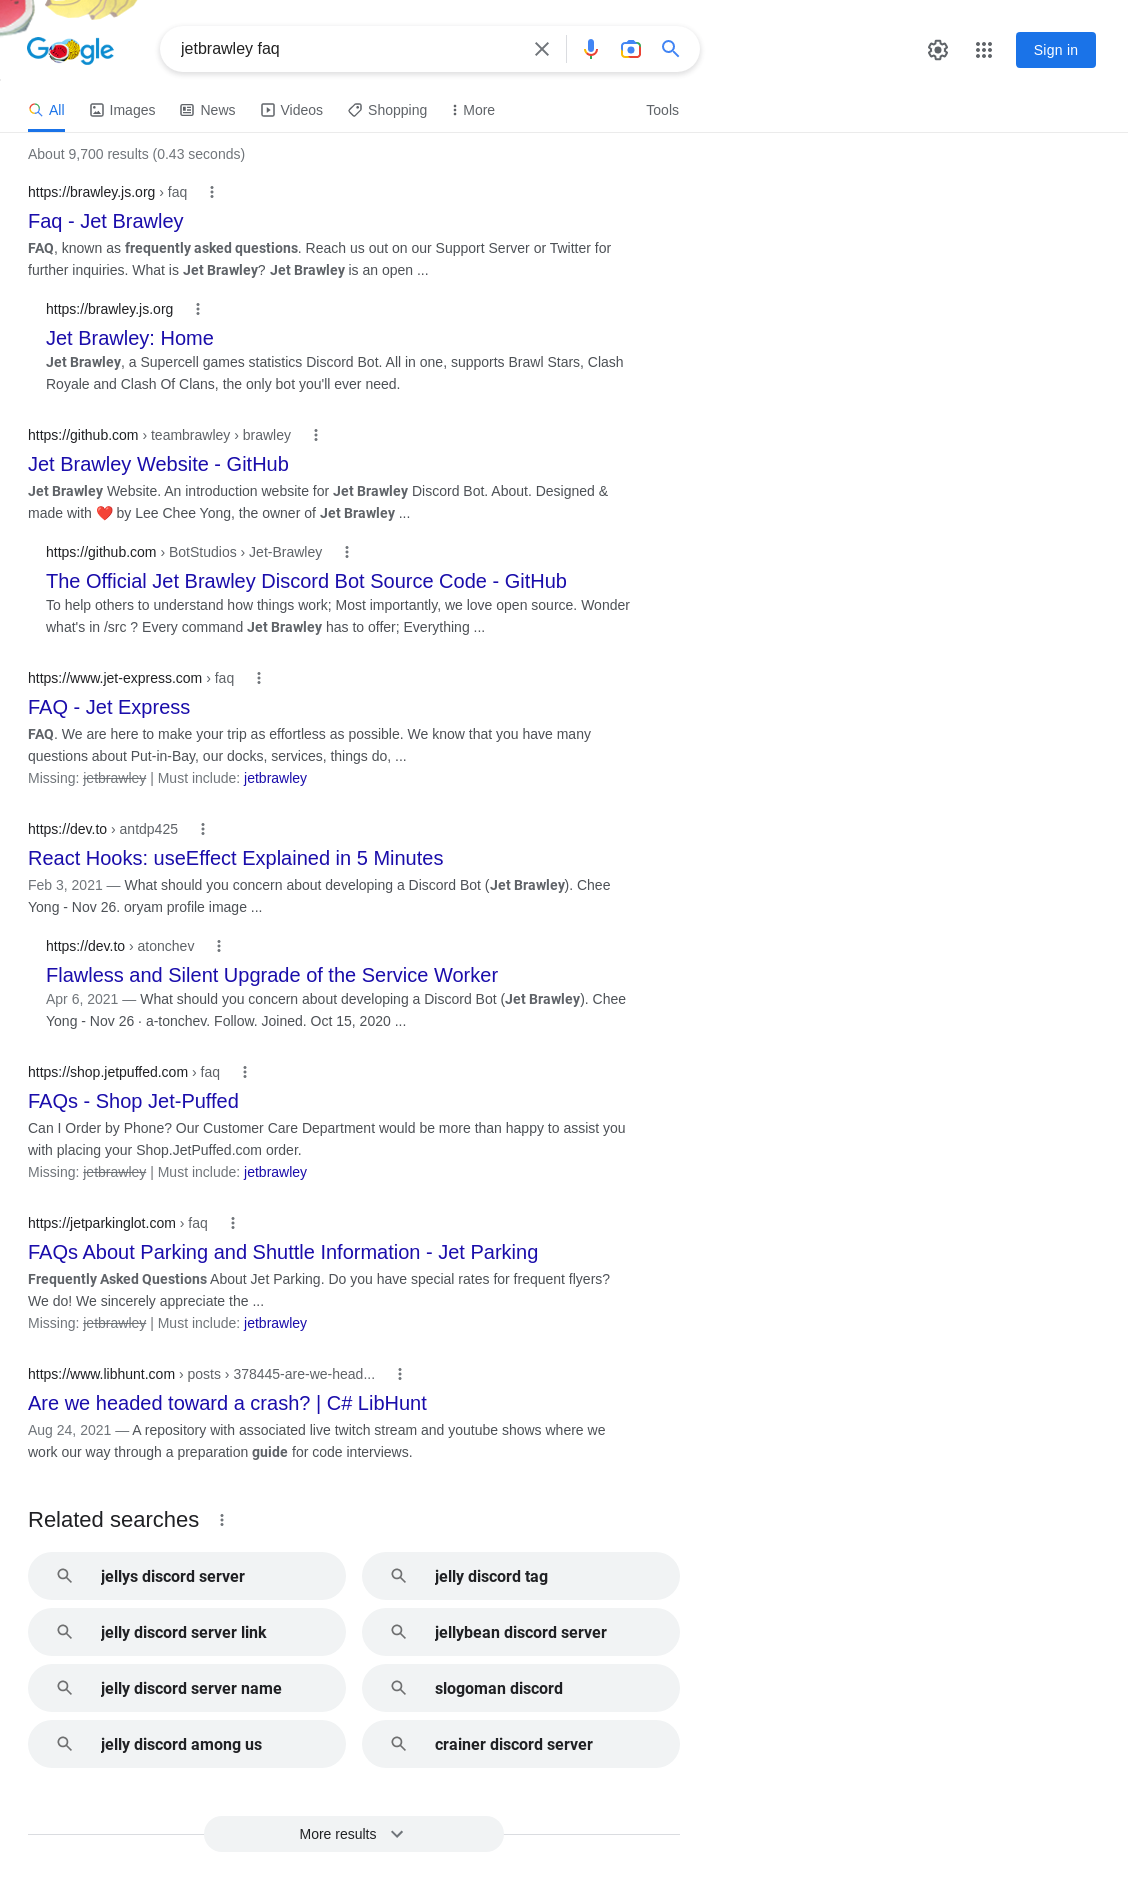 Google
jetbrawley faq
Sign in
All Images News Videos Shopping More Tools
About 9,700 results (0.43 seconds)
https://brawley.js.org › faq
Faq - Jet Brawley
FAQ, known as frequently asked questions. Reach us out on our Support Server or Twitter for
further inquiries. What is Jet Brawley? Jet Brawley is an open ...
https://brawley.js.org
Jet Brawley: Home
Jet Brawley, a Supercell games statistics Discord Bot. All in one, supports Brawl Stars, Clash
Royale and Clash Of Clans, the only bot you'll ever need.
https://github.com › teambrawley › brawley
Jet Brawley Website - GitHub
Jet Brawley Website. An introduction website for Jet Brawley Discord Bot. About. Designed &
made with ❤️ by Lee Chee Yong, the owner of Jet Brawley ...
https://github.com › BotStudios › Jet-Brawley
The Official Jet Brawley Discord Bot Source Code - GitHub
To help others to understand how things work; Most importantly, we love open source. Wonder
what's in /src ? Every command Jet Brawley has to offer; Everything ...
https://www.jet-express.com › faq
FAQ - Jet Express
FAQ. We are here to make your trip as effortless as possible. We know that you have many
questions about Put-in-Bay, our docks, services, things do, ...
Missing: jetbrawley | Must include: jetbrawley
https://dev.to › antdp425
React Hooks: useEffect Explained in 5 Minutes
Feb 3, 2021 — What should you concern about developing a Discord Bot (Jet Brawley). Chee
Yong - Nov 26. oryam profile image ...
https://dev.to › atonchev
Flawless and Silent Upgrade of the Service Worker
Apr 6, 2021 — What should you concern about developing a Discord Bot (Jet Brawley). Chee
Yong - Nov 26 · a-tonchev. Follow. Joined. Oct 15, 2020 ...
https://shop.jetpuffed.com › faq
FAQs - Shop Jet-Puffed
Can I Order by Phone? Our Customer Care Department would be more than happy to assist you
with placing your Shop.JetPuffed.com order.
Missing: jetbrawley | Must include: jetbrawley
https://jetparkinglot.com › faq
FAQs About Parking and Shuttle Information - Jet Parking
Frequently Asked Questions About Jet Parking. Do you have special rates for frequent flyers?
We do! We sincerely appreciate the ...
Missing: jetbrawley | Must include: jetbrawley
https://www.libhunt.com › posts › 378445-are-we-head...
Are we headed toward a crash? | C# LibHunt
Aug 24, 2021 — A repository with associated live twitch stream and youtube shows where we
work our way through a preparation guide for code interviews.
Related searches
jellys discord server
jelly discord tag
jelly discord server link
jellybean discord server
jelly discord server name
slogoman discord
jelly discord among us
crainer discord server
More results